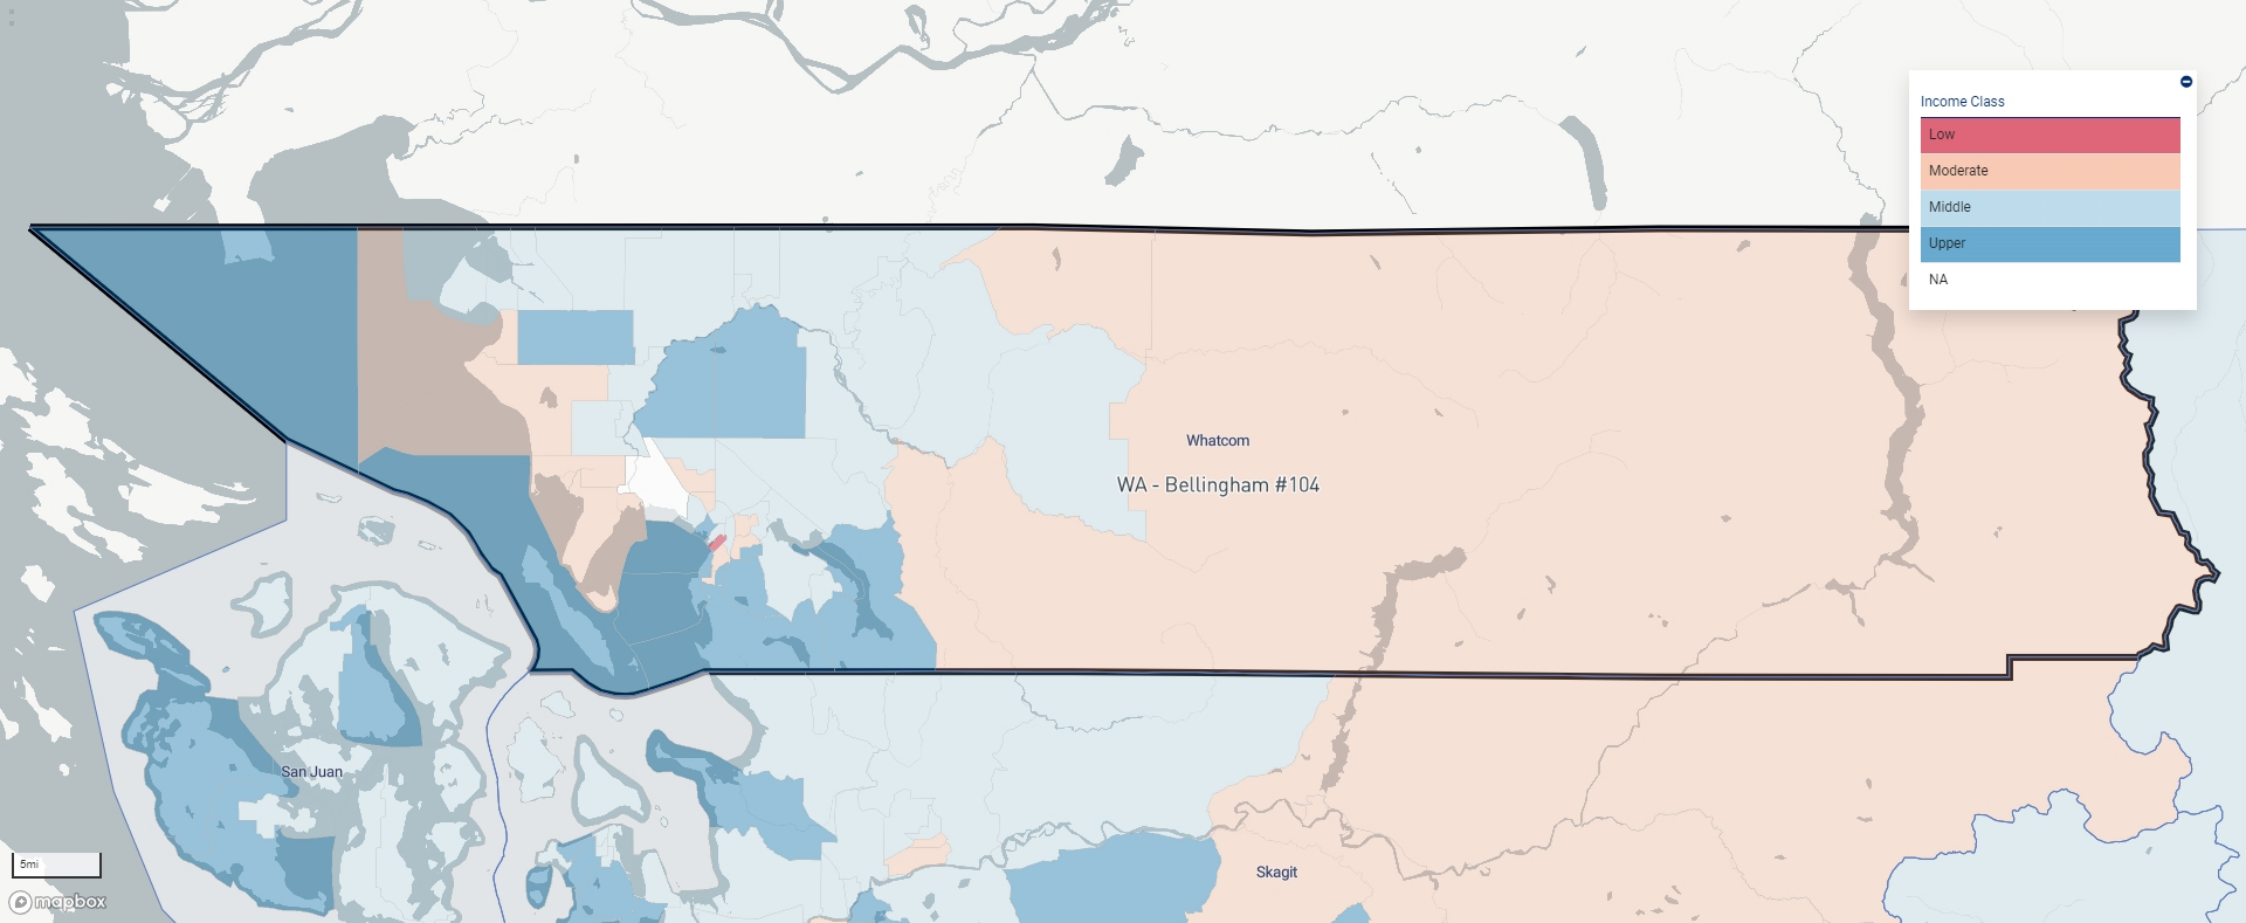 Income Class
Low
Moderate
Middle
Upper
NA
Whatcom
WA - Bellingham #104
San Juan
Skagit
5mi
mapbox